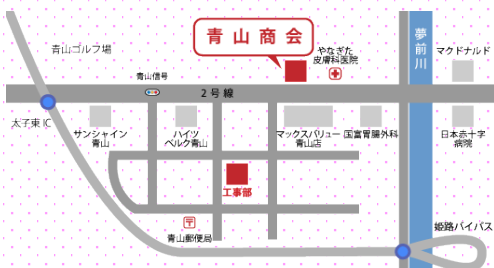 青山商会
夢前川
青山ゴルフ場
やなぎた
皮膚科医院
マクドナルド
青山信号
2号線
太子東IC
サンシャイン
青山
ハイツ
ベルク青山
マックスバリュー
青山店
国富胃腸外科
日本赤十字
病院
工事部
〒
青山郵便局
姫路バイパス